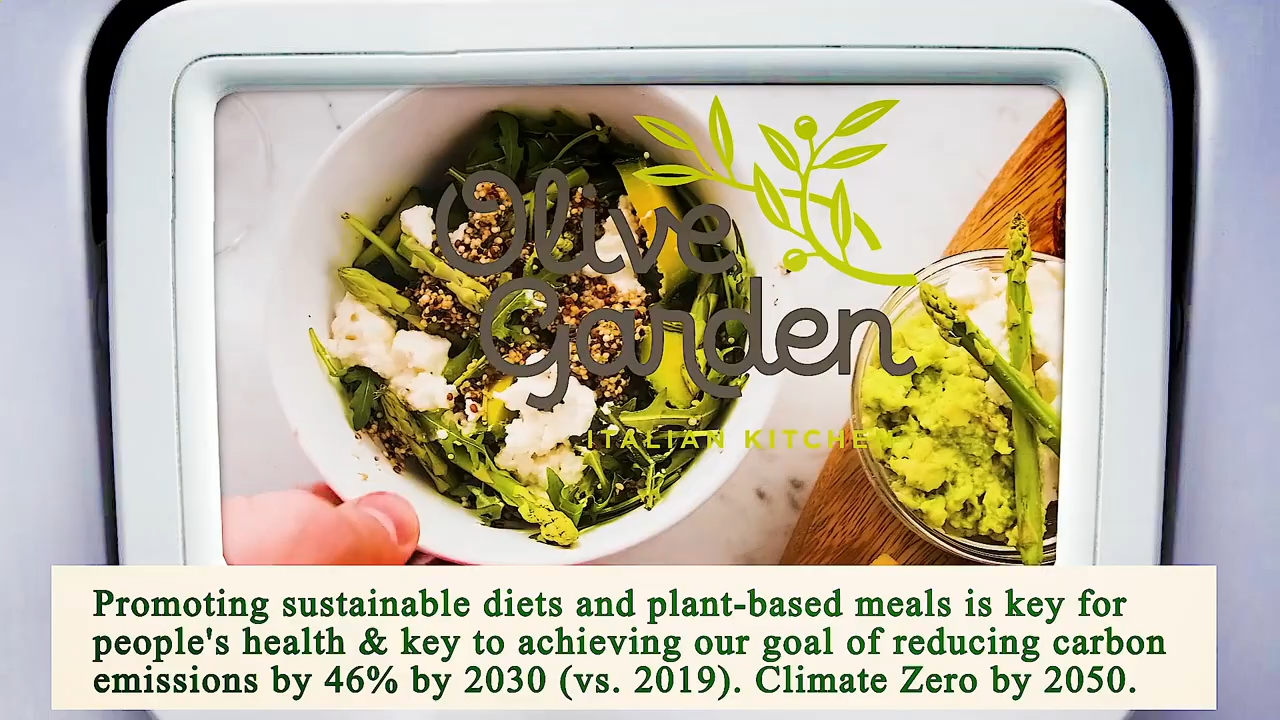 Olive
Garden
ITALIAN KITCHEN
Promoting sustainable diets and plant-based meals is key for
people's health & key to achieving our goal of reducing carbon
emissions by 46% by 2030 (vs. 2019). Climate Zero by 2050.